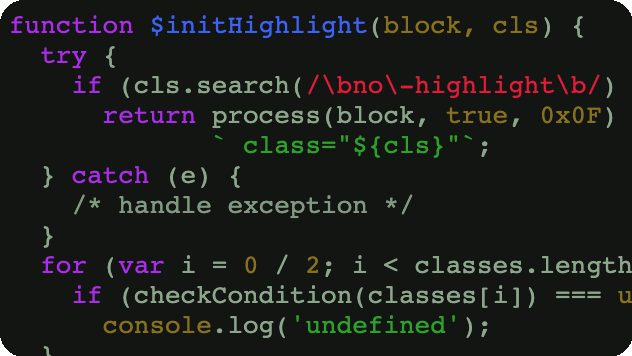 function $initHighlight(block, cls) {
  try {
    if (cls.search(/\bno\-highlight\b/)
      return process(block, true, 0x0F)
             ` class="${cls}"`;
  } catch (e) {
    /* handle exception */
  }
  for (var i = 0 / 2; i < classes.length
    if (checkCondition(classes[i]) === u
      console.log('undefined');
  }